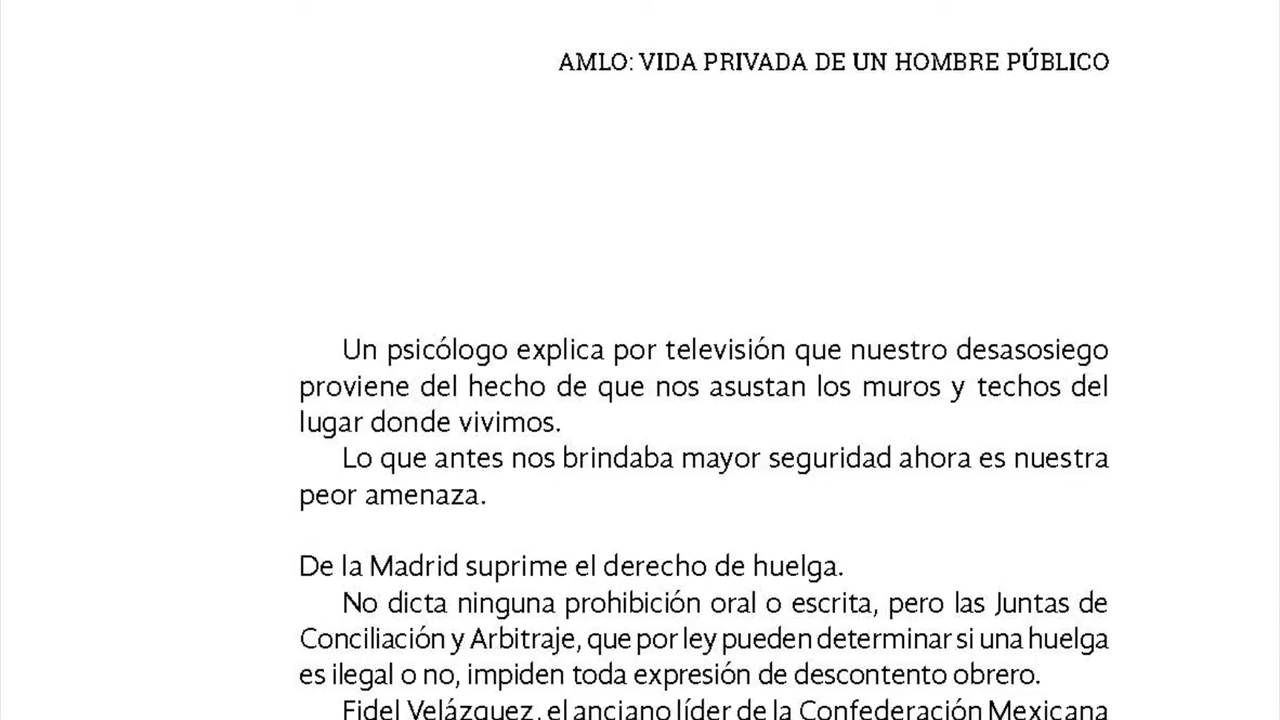 AMLO: VIDA PRIVADA DE UN HOMBRE PÚBLICO
Un psicólogo explica por televisión que nuestro desasosiego
proviene del hecho de que nos asustan los muros y techos del
lugar donde vivimos.
Lo que antes nos brindaba mayor seguridad ahora es nuestra
peor amenaza.
De la Madrid suprime el derecho de huelga.
No dicta ninguna prohibición oral o escrita, pero las Juntas de
Conciliación y Arbitraje, que por ley pueden determinar si una huelga
es ilegal o no, impiden toda expresión de descontento obrero.
Fidel Velázquez, el anciano líder de la Confederación Mexicana